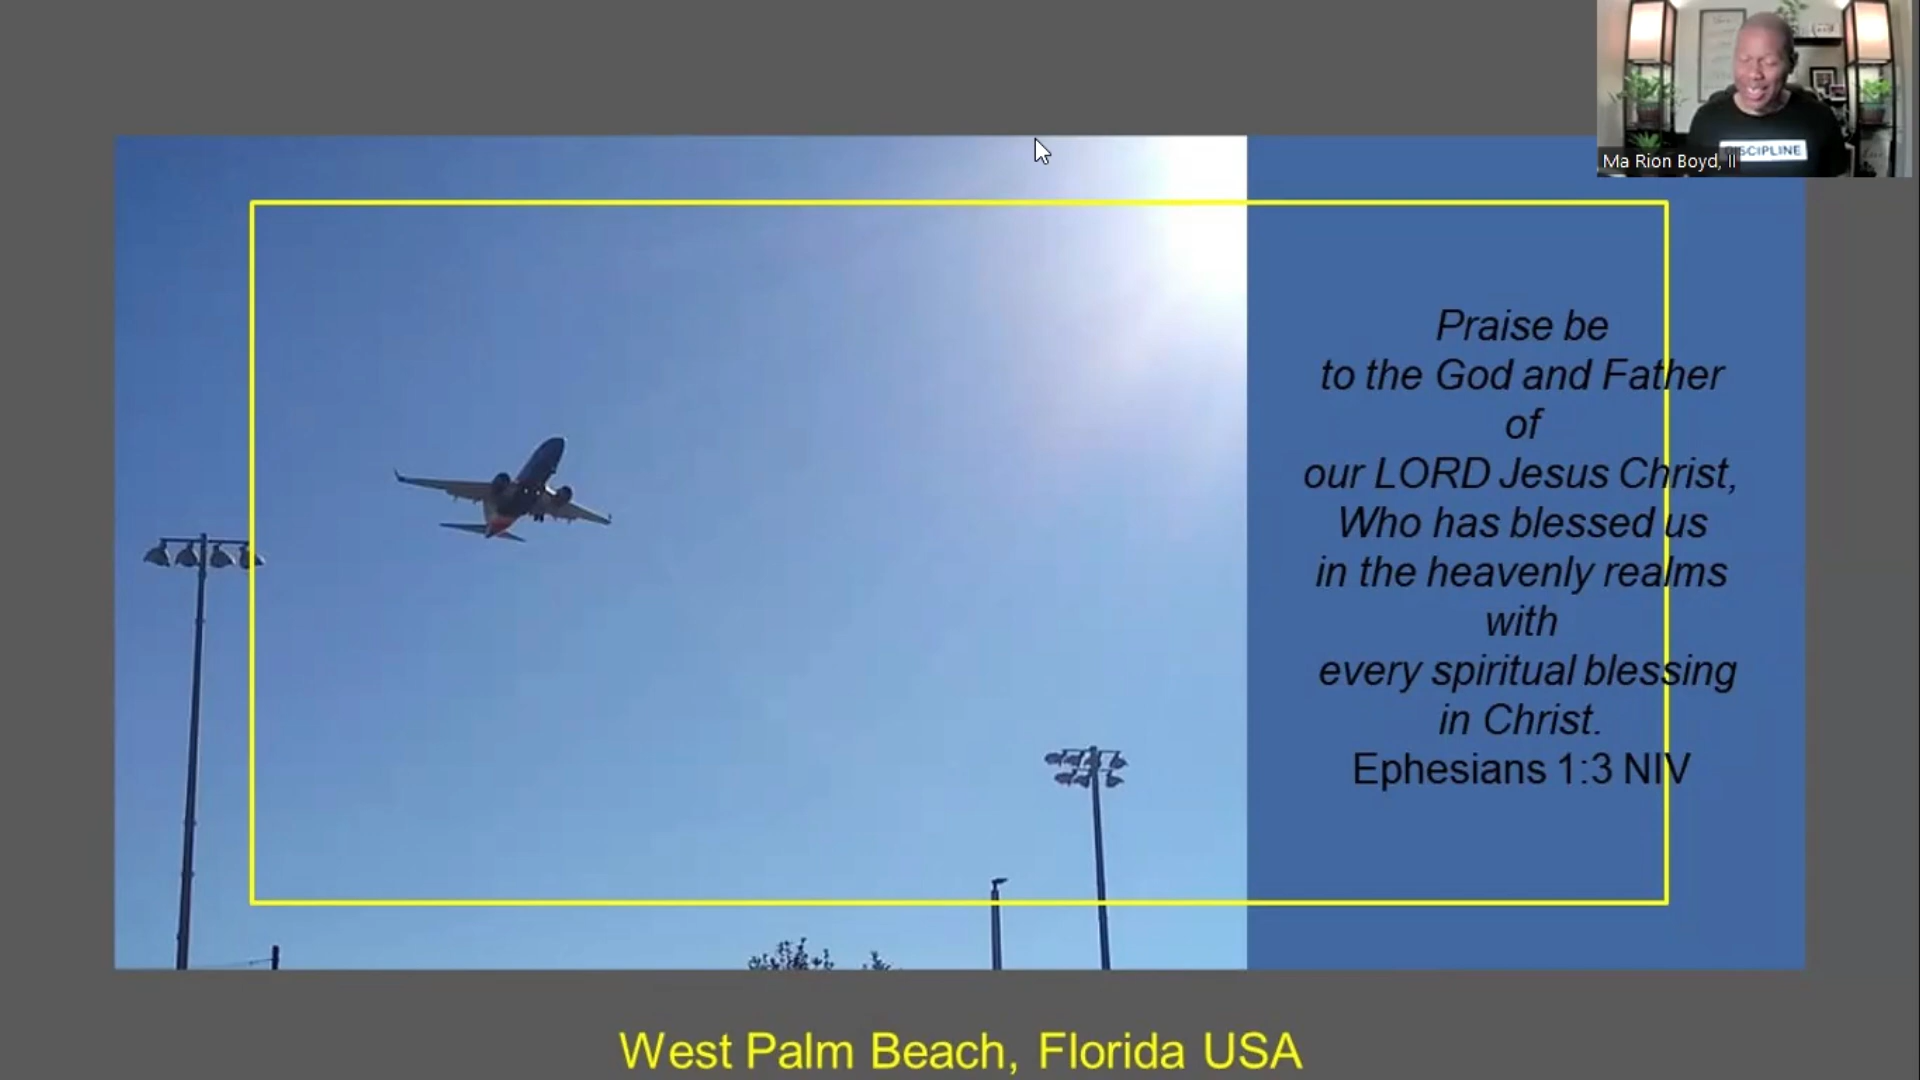 Ma Rion Boyd, II
DISCIPLINE
Praise be
to the God and Father
of
our LORD Jesus Christ,
Who has blessed us
in the heavenly realms
with
every spiritual blessing
in Christ.
Ephesians 1:3 NIV
West Palm Beach, Florida USA